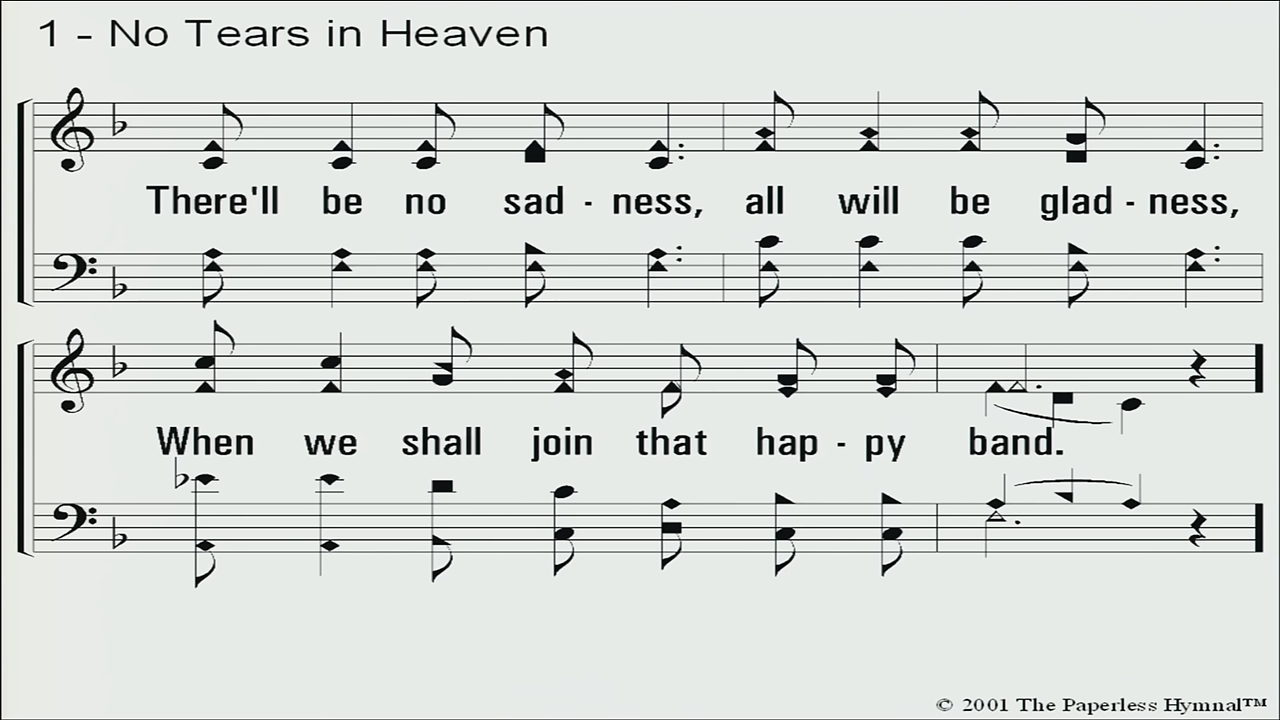 1 - No Tears in Heaven
There'll be no sad - ness, all will be glad - ness,
When we shall join that hap - py band.
© 2001 The Paperless Hymnal™